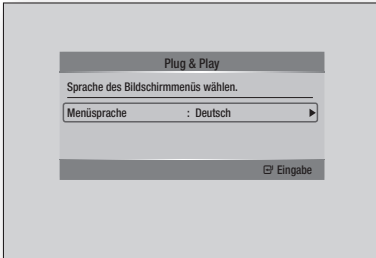 Plug & Play
Sprache des Bildschirmmenüs wählen.
Menüsprache : Deutsch
Eingabe